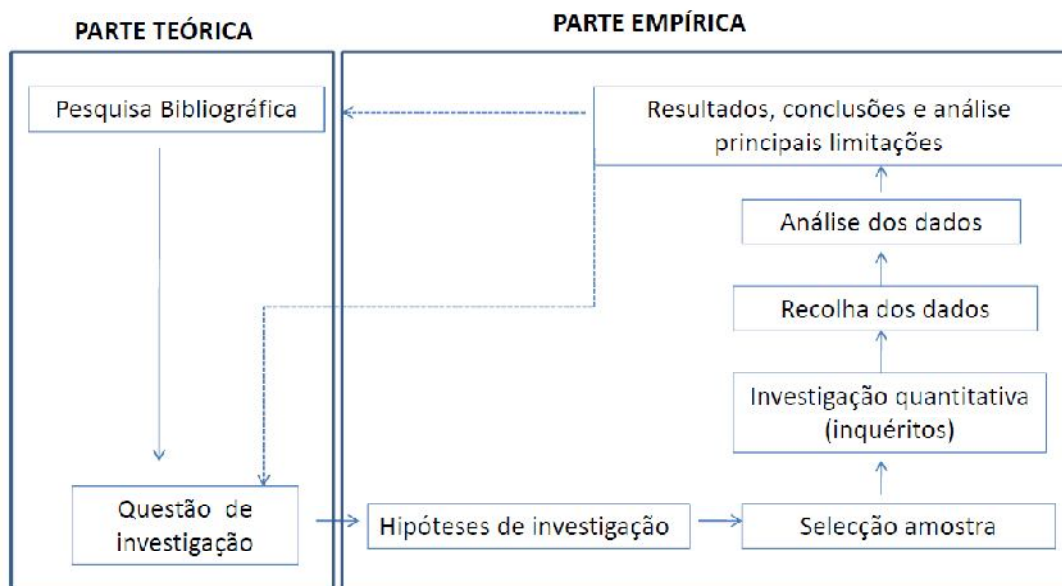 PARTE TEÓRICA
PARTE EMPÍRICA
Pesquisa Bibliográfica
Resultados, conclusões e análise
principais limitações
Análise dos dados
Recolha dos dados
Investigação quantitativa
(inquéritos)
Questão de
investigação
Hipóteses de investigação
Selecção amostra